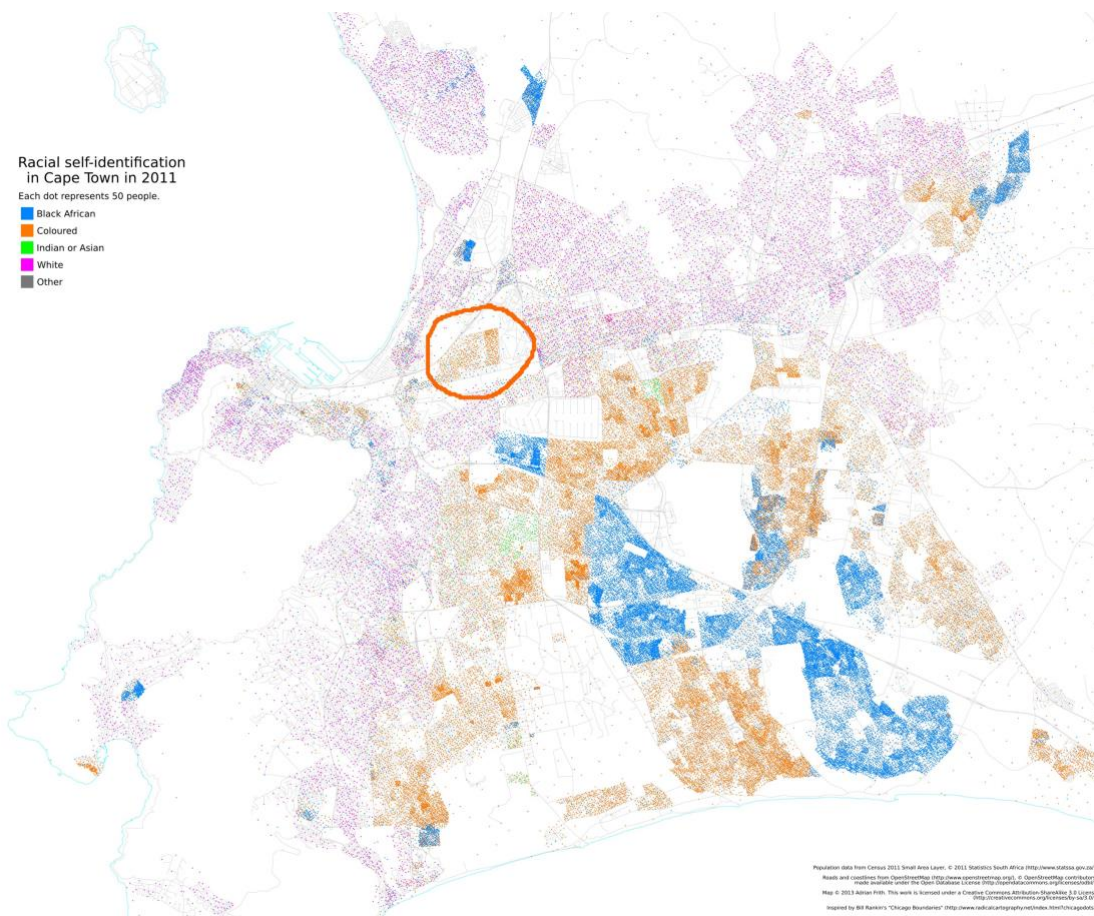 Racial self-identification
in Cape Town in 2011
Each dot represents 50 people.
Black African
Coloured
Indian or Asian
White
Other
Population data from Census 2011 Small Area Layer, © 2011 Statistics South Africa (http://www.statssa.gov.za/
Roads and coastlines from OpenStreetMap (http://www.openstreetmap.org/), © OpenStreetMap contributors
made available under the Open Database License (http://opendatacommons.org/licenses/odbl/
Map © 2013 Adrian Frith. This work is licensed under a Creative Commons Attribution-ShareAlike 3.0 License
(http://creativecommons.org/licenses/by-sa/3.0/
Inspired by Bill Rankin's "Chicago Boundaries" (http://www.radicalcartography.net/index.html?chicagodots